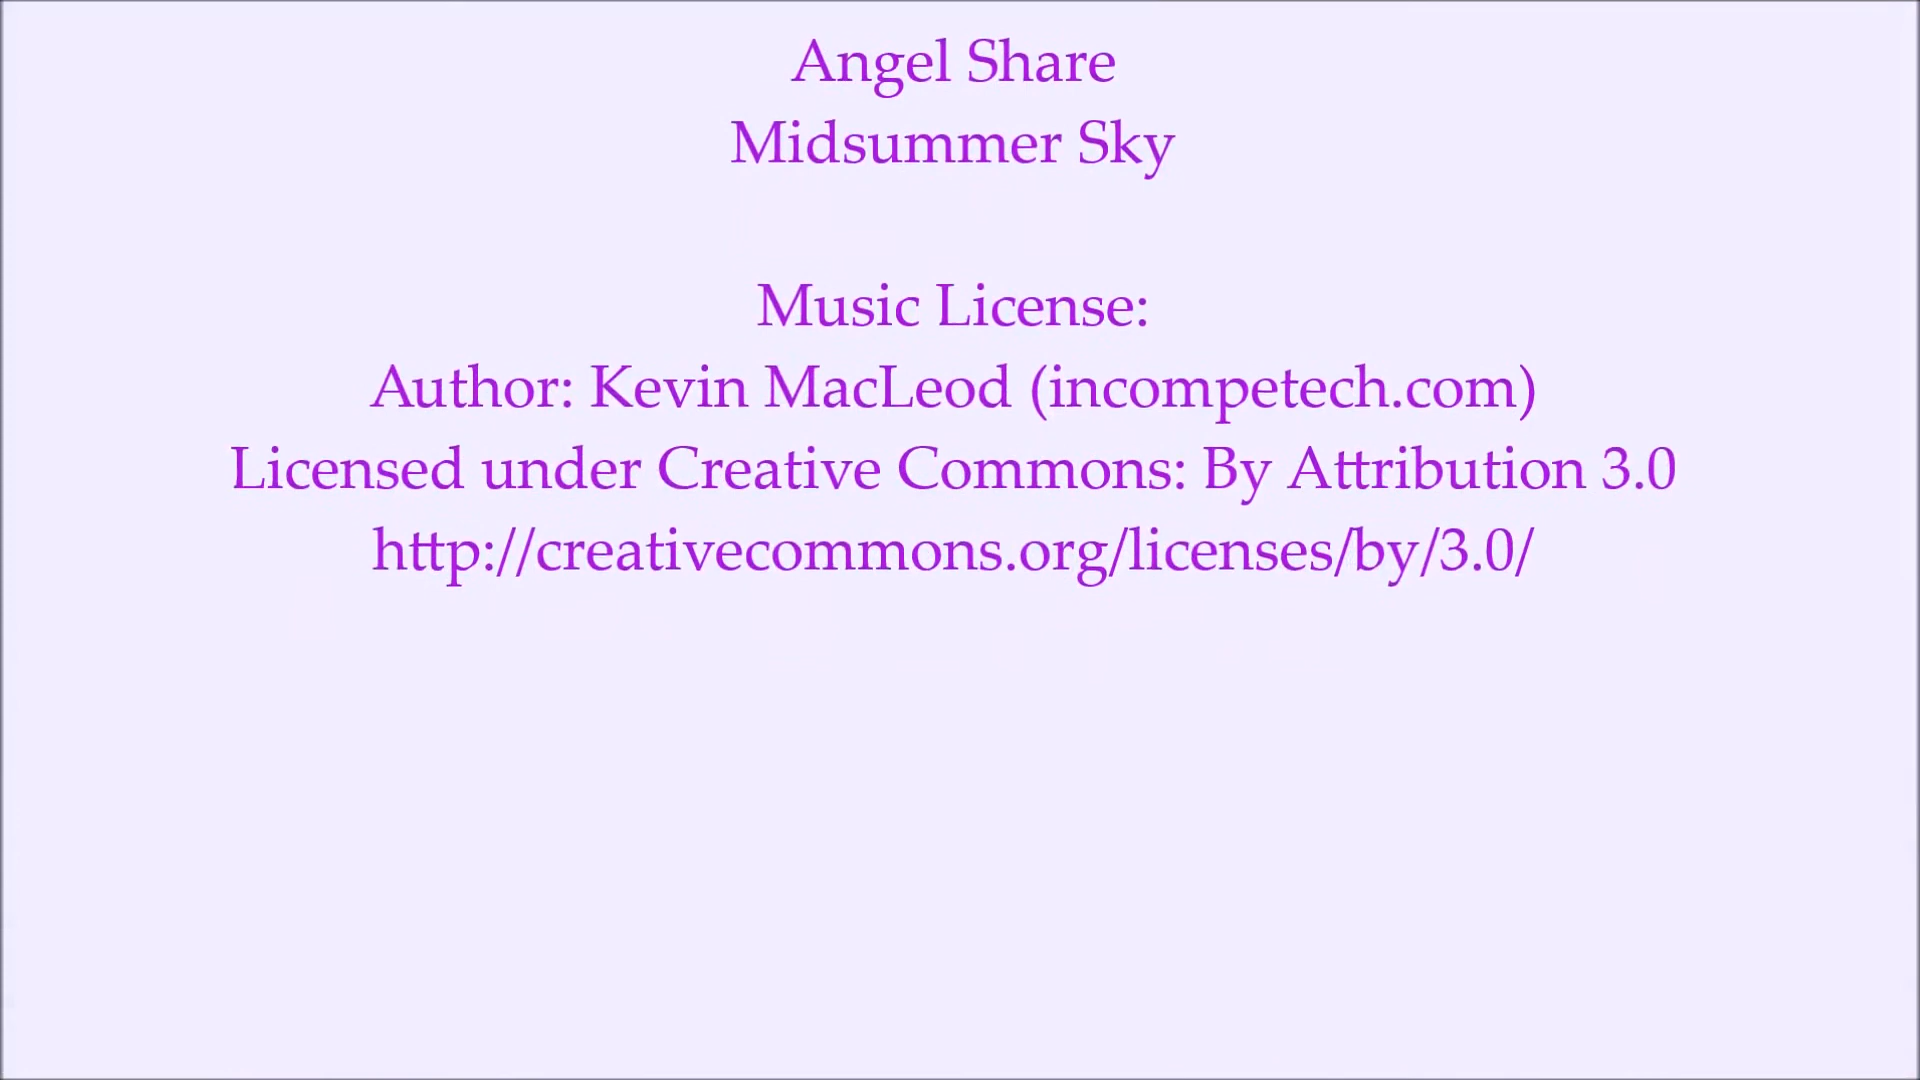 Angel Share
Midsummer Sky
Music License:
Author: Kevin MacLeod (incompetech.com)
Licensed under Creative Commons: By Attribution 3.0
http://creativecommons.org/licenses/by/3.0/